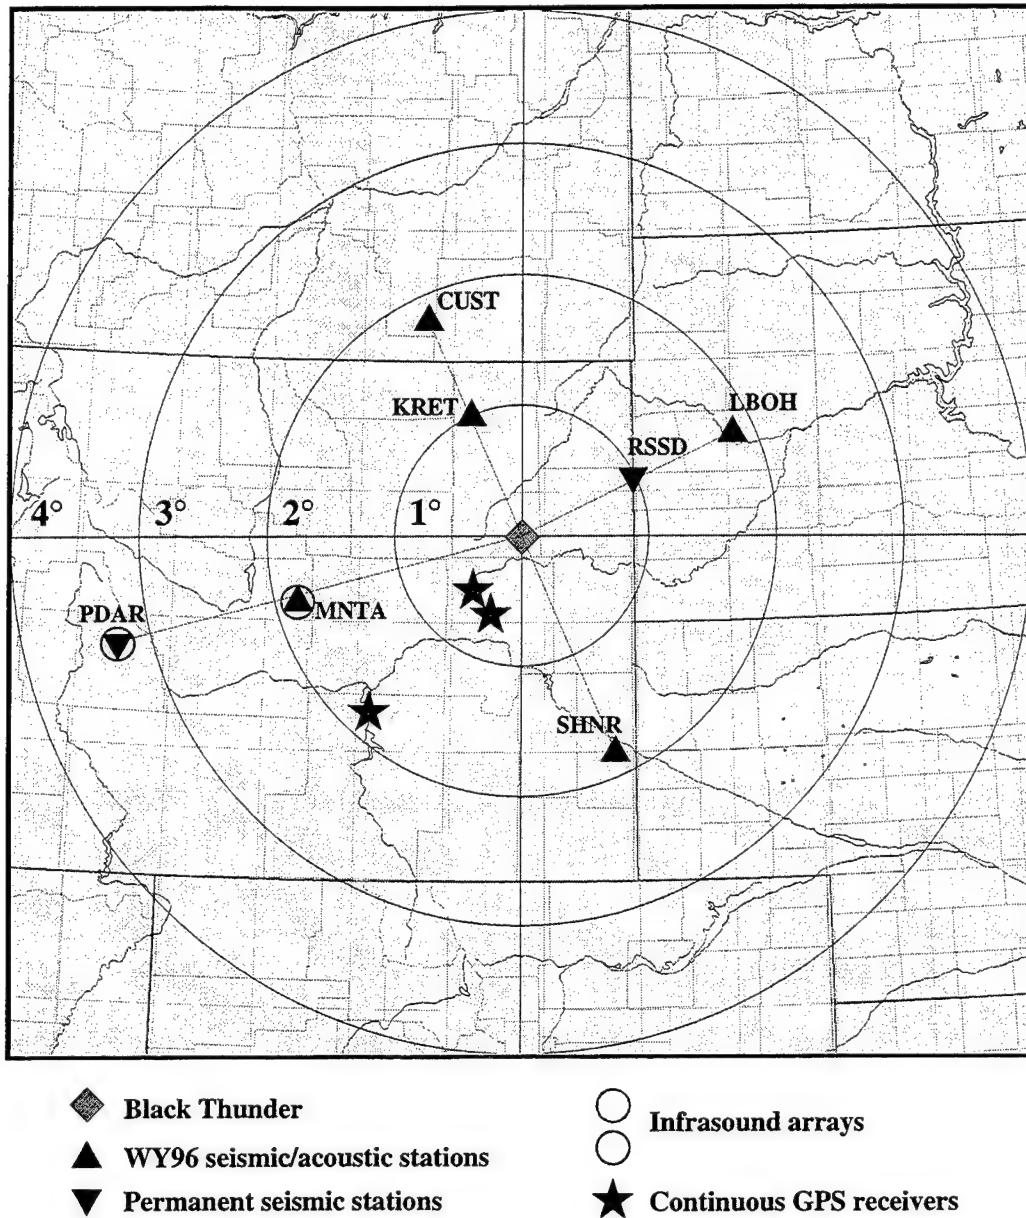 CUST
KRET
LBOH
RSSD
4°
3°
2°
1°
MNTA
PDAR
SHNR
Black Thunder
Infrasound arrays
WY96 seismic/acoustic stations
Permanent seismic stations
Continuous GPS receivers